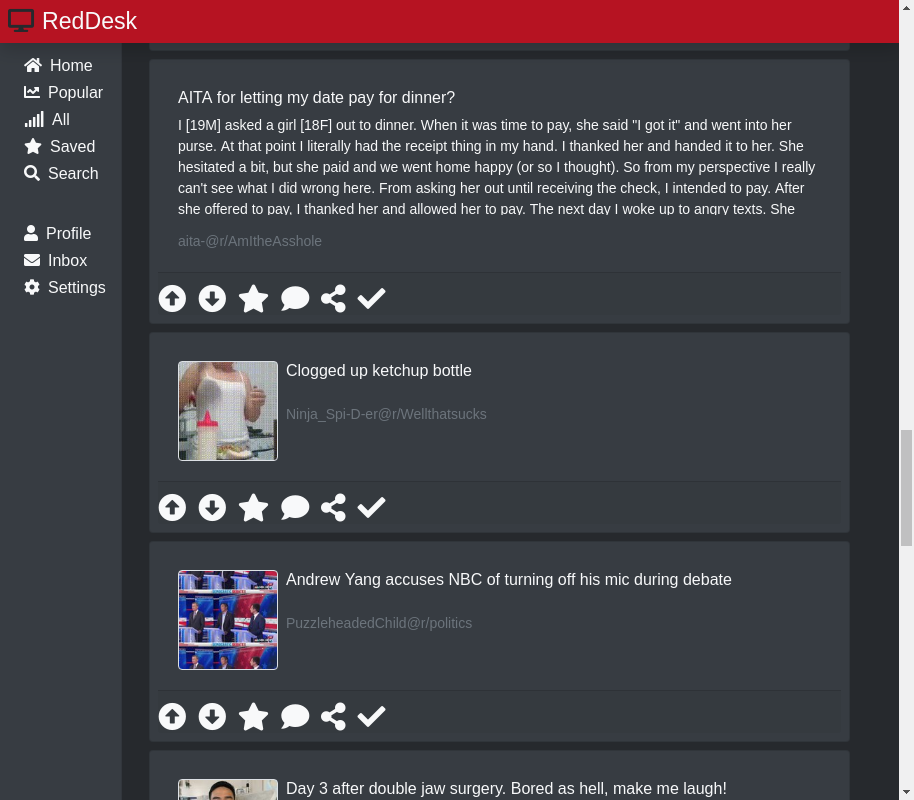 RedDesk
Home
Popular
All
Saved
Search
Profile
Inbox
Settings
AITA for letting my date pay for dinner?
I [19M] asked a girl [18F] out to dinner. When it was time to pay, she said "I got it" and went into her
purse. At that point I literally had the receipt thing in my hand. I thanked her and handed it to her. She
hesitated a bit, but she paid and we went home happy (or so I thought). So from my perspective I really
can't see what I did wrong here. From asking her out until receiving the check, I intended to pay. After
she offered to pay, I thanked her and allowed her to pay. The next day I woke up to angry texts. She
aita-@r/AmItheAsshole
Clogged up ketchup bottle
Ninja_Spi-D-er@r/Wellthatsucks
Andrew Yang accuses NBC of turning off his mic during debate
PuzzleheadedChild@r/politics
Day 3 after double jaw surgery. Bored as hell, make me laugh!